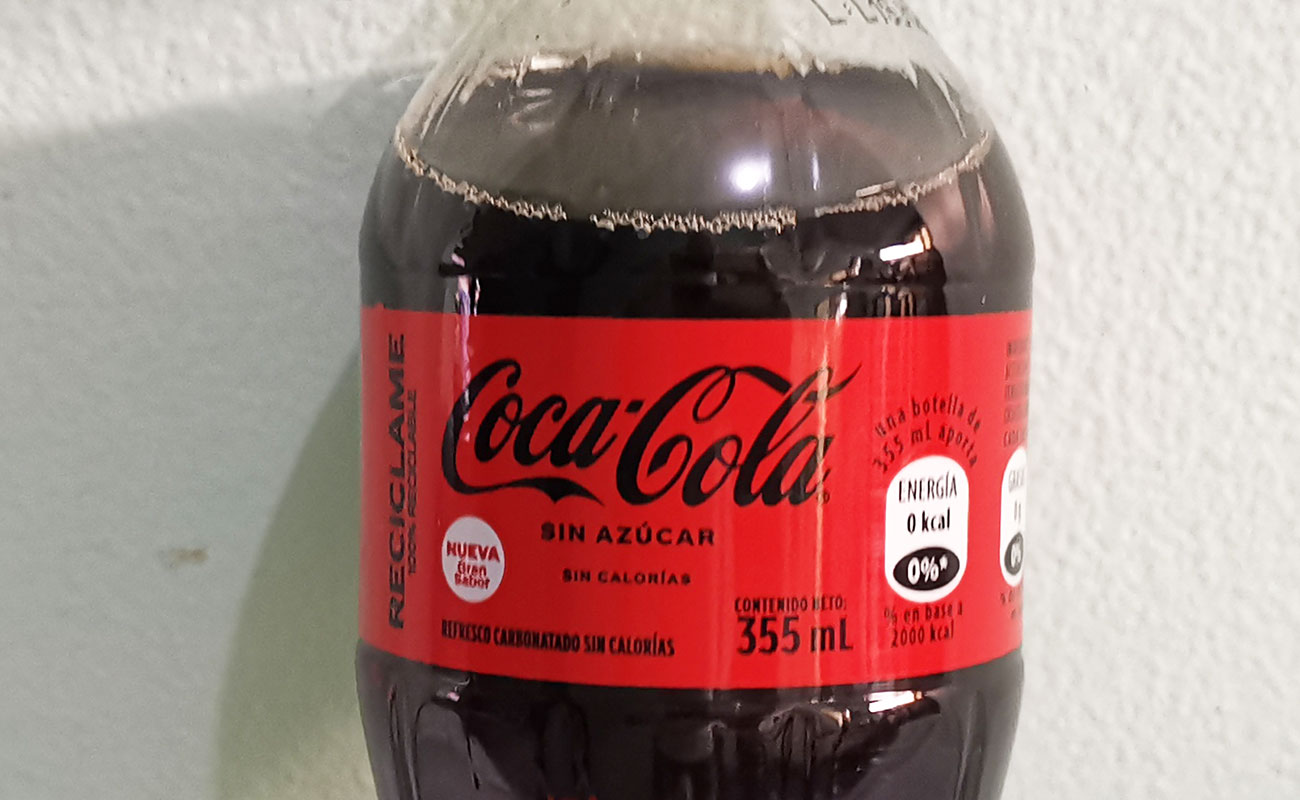 RECICLAME
100% RECICLABLE
Coca-Cola
SIN AZÚCAR
SIN CALORÍAS
NUEVA
Gran
Sabor
REFRESCO CARBONATADO SIN CALORÍAS
CONTENIDO NETO:
355 mL
una botella de
355 mL aporta
ENERGÍA
0 kcal
0%*
% en base a
2000 kcal